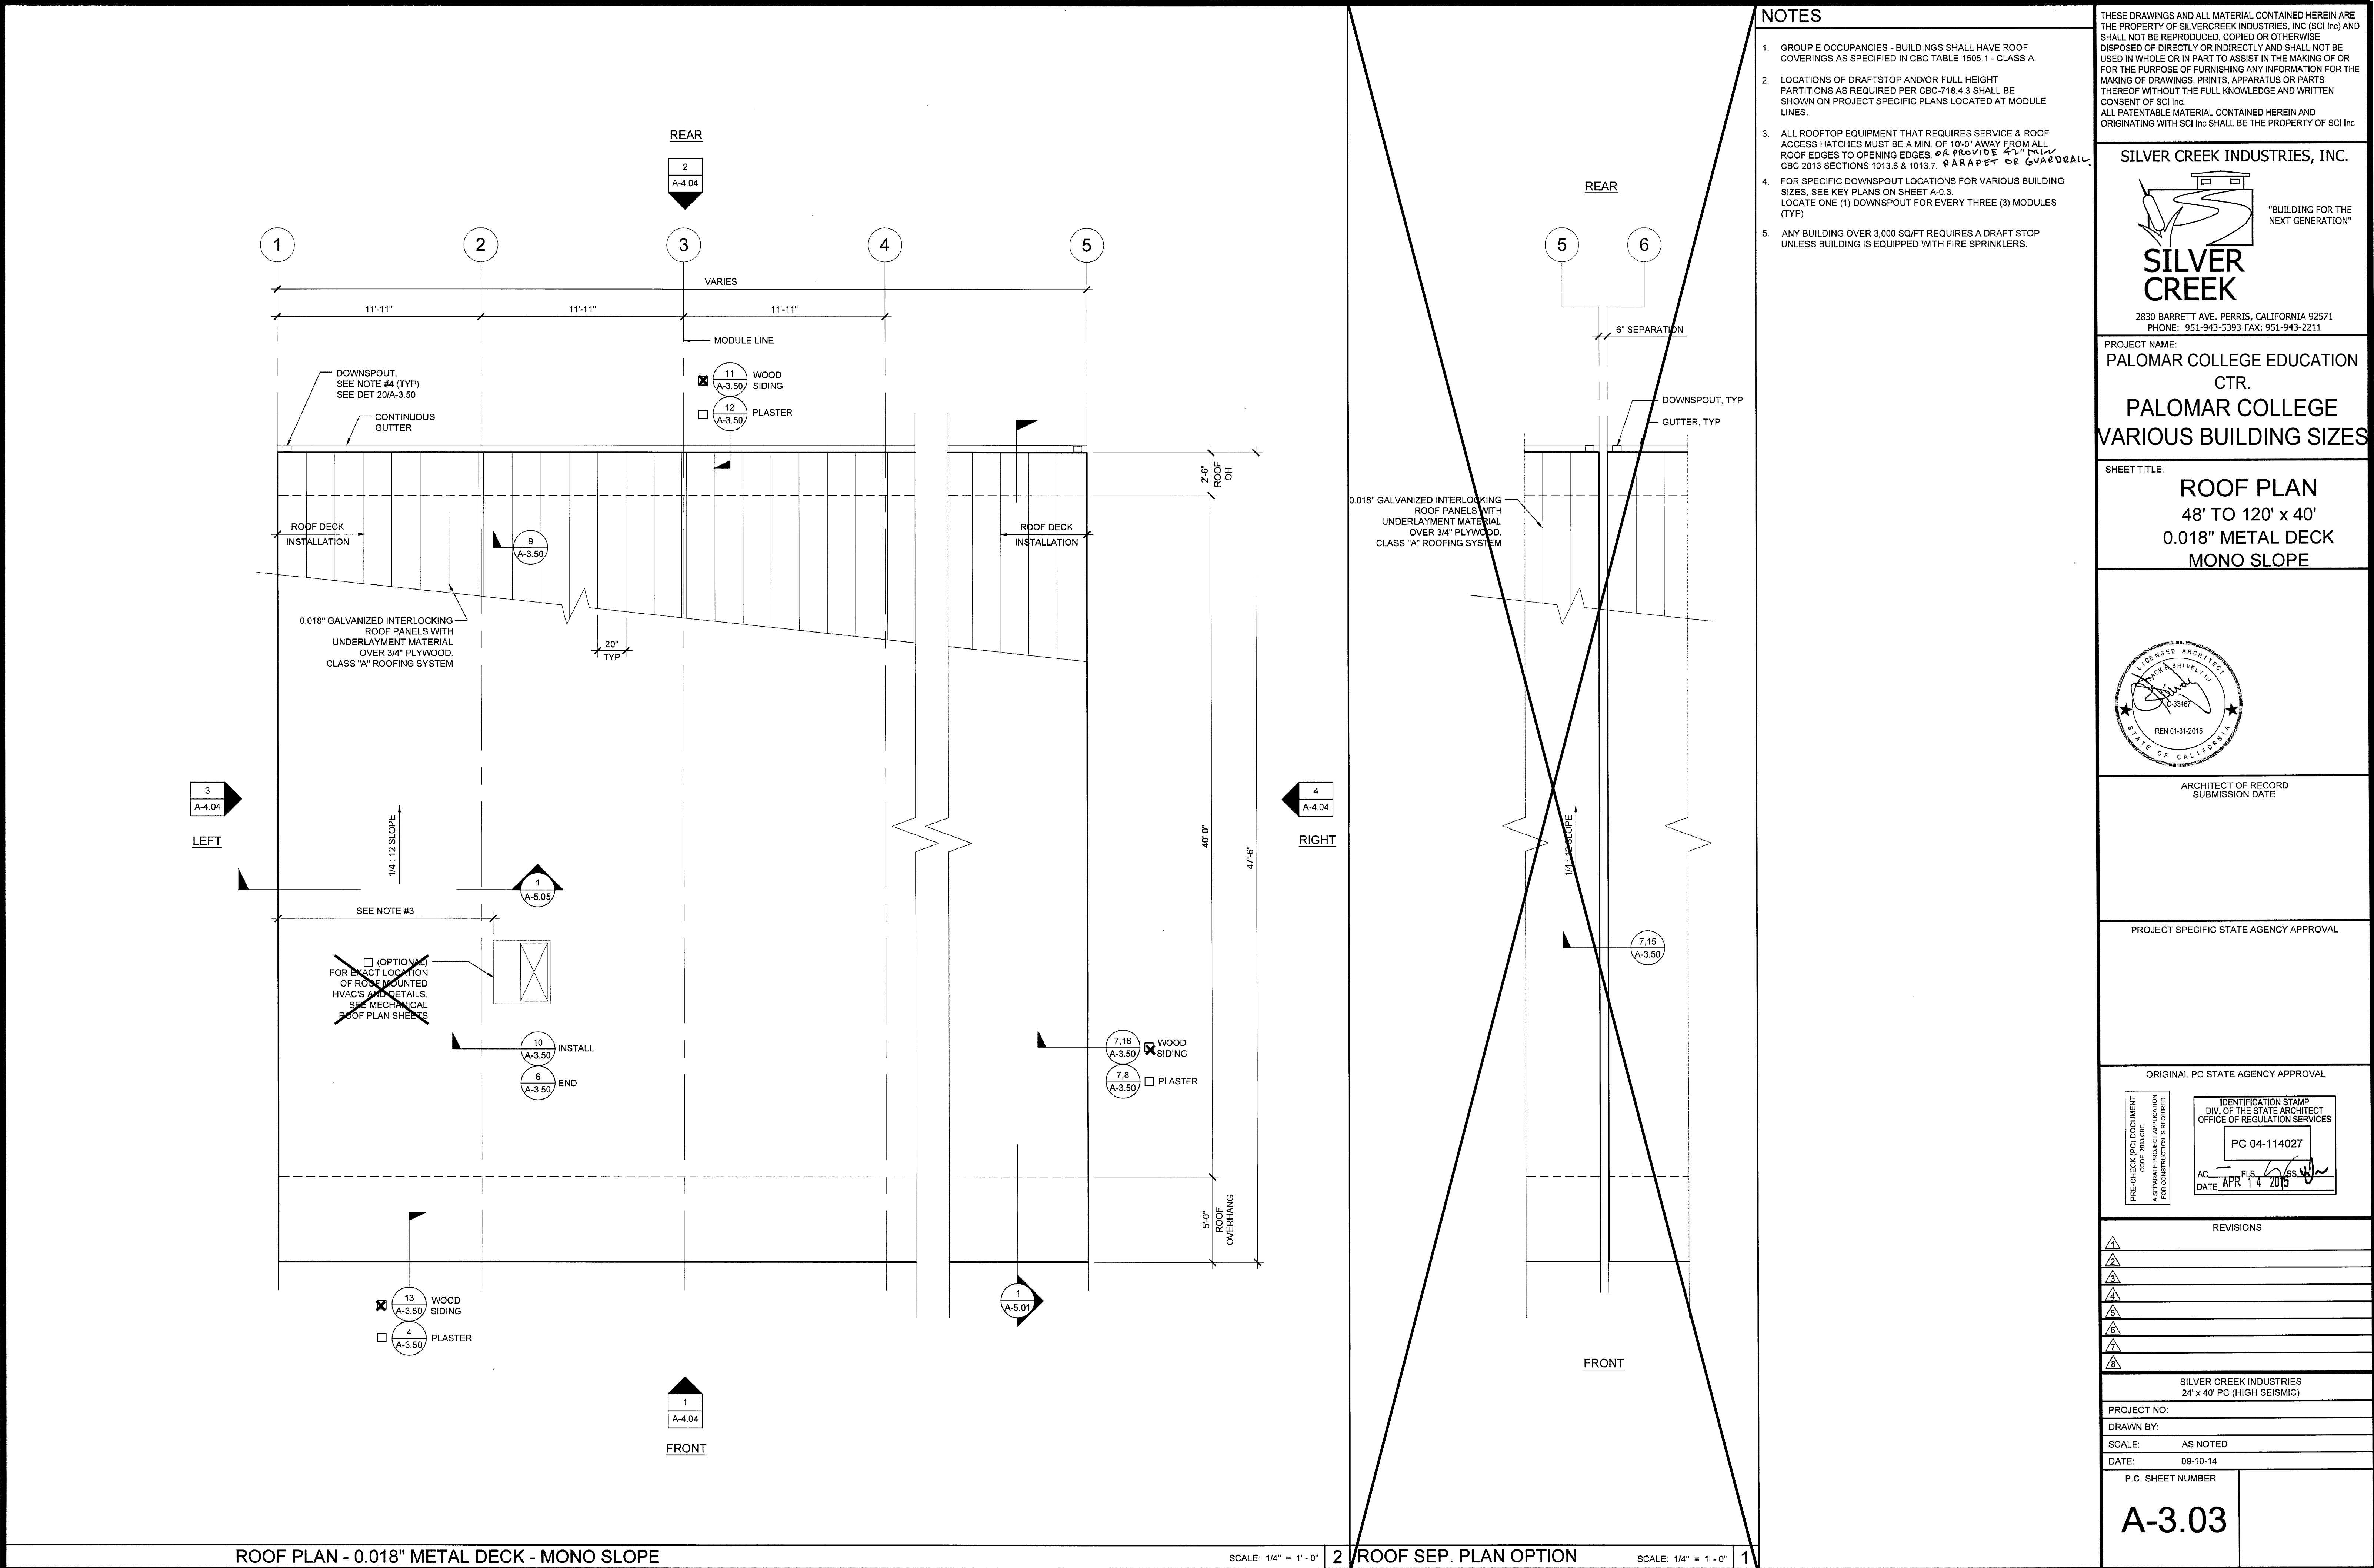 REAR
2
A-4.04
1
2
3
4
5
VARIES
11'-11"
11'-11"
11'-11"
MODULE LINE
DOWNSPOUT.
SEE NOTE #4 (TYP)
SEE DET 20/A-3.50
CONTINUOUS
GUTTER
11
A-3.50
WOOD
SIDING
12
A-3.50
PLASTER
2'-6"
ROOF
OH
ROOF DECK
INSTALLATION
9
A-3.50
ROOF DECK
INSTALLATION
0.018" GALVANIZED INTERLOCKING
ROOF PANELS WITH
UNDERLAYMENT MATERIAL
OVER 3/4" PLYWOOD.
CLASS "A" ROOFING SYSTEM
20"
TYP
3
A-4.04
LEFT
1/4 : 12 SLOPE
4
A-4.04
RIGHT
40'-0"
47'-6"
1
A-5.05
SEE NOTE #3
(OPTIONAL)
FOR EXACT LOCATION
OF ROOF MOUNTED
HVAC'S AND DETAILS,
SEE MECHANICAL
ROOF PLAN SHEETS
10
A-3.50
INSTALL
6
A-3.50
END
7,16
A-3.50
WOOD
SIDING
7,8
A-3.50
PLASTER
5'-0"
ROOF
OVERHANG
13
A-3.50
WOOD
SIDING
4
A-3.50
PLASTER
1
A-5.01
1
A-4.04
FRONT
ROOF PLAN - 0.018" METAL DECK - MONO SLOPE
SCALE: 1/4" = 1' - 0"
2
REAR
5
6
6" SEPARATION
DOWNSPOUT, TYP
GUTTER, TYP
0.018" GALVANIZED INTERLOCKING
ROOF PANELS WITH
UNDERLAYMENT MATERIAL
OVER 3/4" PLYWOOD.
CLASS "A" ROOFING SYSTEM
1/4 : 12 SLOPE
7,15
A-3.50
FRONT
ROOF SEP. PLAN OPTION
SCALE: 1/4" = 1' - 0"
1
NOTES
1. GROUP E OCCUPANCIES - BUILDINGS SHALL HAVE ROOF
COVERINGS AS SPECIFIED IN CBC TABLE 1505.1 - CLASS A.
2. LOCATIONS OF DRAFTSTOP AND/OR FULL HEIGHT
PARTITIONS AS REQUIRED PER CBC-718.4.3 SHALL BE
SHOWN ON PROJECT SPECIFIC PLANS LOCATED AT MODULE
LINES.
3. ALL ROOFTOP EQUIPMENT THAT REQUIRES SERVICE & ROOF
ACCESS HATCHES MUST BE A MIN. OF 10'-0" AWAY FROM ALL
ROOF EDGES TO OPENING EDGES. OR PROVIDE 42" MIN
CBC 2013 SECTIONS 1013.6 & 1013.7. PARAPET OR GUARDRAIL.
4. FOR SPECIFIC DOWNSPOUT LOCATIONS FOR VARIOUS BUILDING
SIZES, SEE KEY PLANS ON SHEET A-0.3.
LOCATE ONE (1) DOWNSPOUT FOR EVERY THREE (3) MODULES
(TYP)
5. ANY BUILDING OVER 3,000 SQ/FT REQUIRES A DRAFT STOP
UNLESS BUILDING IS EQUIPPED WITH FIRE SPRINKLERS.
THESE DRAWINGS AND ALL MATERIAL CONTAINED HEREIN ARE
THE PROPERTY OF SILVERCREEK INDUSTRIES, INC (SCI Inc) AND
SHALL NOT BE REPRODUCED, COPIED OR OTHERWISE
DISPOSED OF DIRECTLY OR INDIRECTLY AND SHALL NOT BE
USED IN WHOLE OR IN PART TO ASSIST IN THE MAKING OF OR
FOR THE PURPOSE OF FURNISHING ANY INFORMATION FOR THE
MAKING OF DRAWINGS, PRINTS, APPARATUS OR PARTS
THEREOF WITHOUT THE FULL KNOWLEDGE AND WRITTEN
CONSENT OF SCI Inc.
ALL PATENTABLE MATERIAL CONTAINED HEREIN AND
ORIGINATING WITH SCI Inc SHALL BE THE PROPERTY OF SCI Inc
SILVER CREEK INDUSTRIES, INC.
"BUILDING FOR THE
NEXT GENERATION"
SILVER
CREEK
2830 BARRETT AVE. PERRIS, CALIFORNIA 92571
PHONE: 951-943-5393 FAX: 951-943-2211
PROJECT NAME:
PALOMAR COLLEGE EDUCATION
CTR.
PALOMAR COLLEGE
VARIOUS BUILDING SIZES
SHEET TITLE:
ROOF PLAN
48' TO 120' x 40'
0.018" METAL DECK
MONO SLOPE
LICENSED ARCHITECT
JACK A SHIVELY III
C-33467
REN 01-31-2015
STATE OF CALIFORNIA
ARCHITECT OF RECORD
SUBMISSION DATE
PROJECT SPECIFIC STATE AGENCY APPROVAL
ORIGINAL PC STATE AGENCY APPROVAL
PRE-CHECK (PC) DOCUMENT
CODE: 2013 CBC
A SEPARATE PROJECT APPLICATION
FOR CONSTRUCTION IS REQUIRED
IDENTIFICATION STAMP
DIV. OF THE STATE ARCHITECT
OFFICE OF REGULATION SERVICES
PC 04-114027
AC FLS SS
DATE APR 14 2015
REVISIONS
1
2
3
4
5
6
7
8
SILVER CREEK INDUSTRIES
24' x 40' PC (HIGH SEISMIC)
PROJECT NO:
DRAWN BY:
SCALE: AS NOTED
DATE: 09-10-14
P.C. SHEET NUMBER
A-3.03